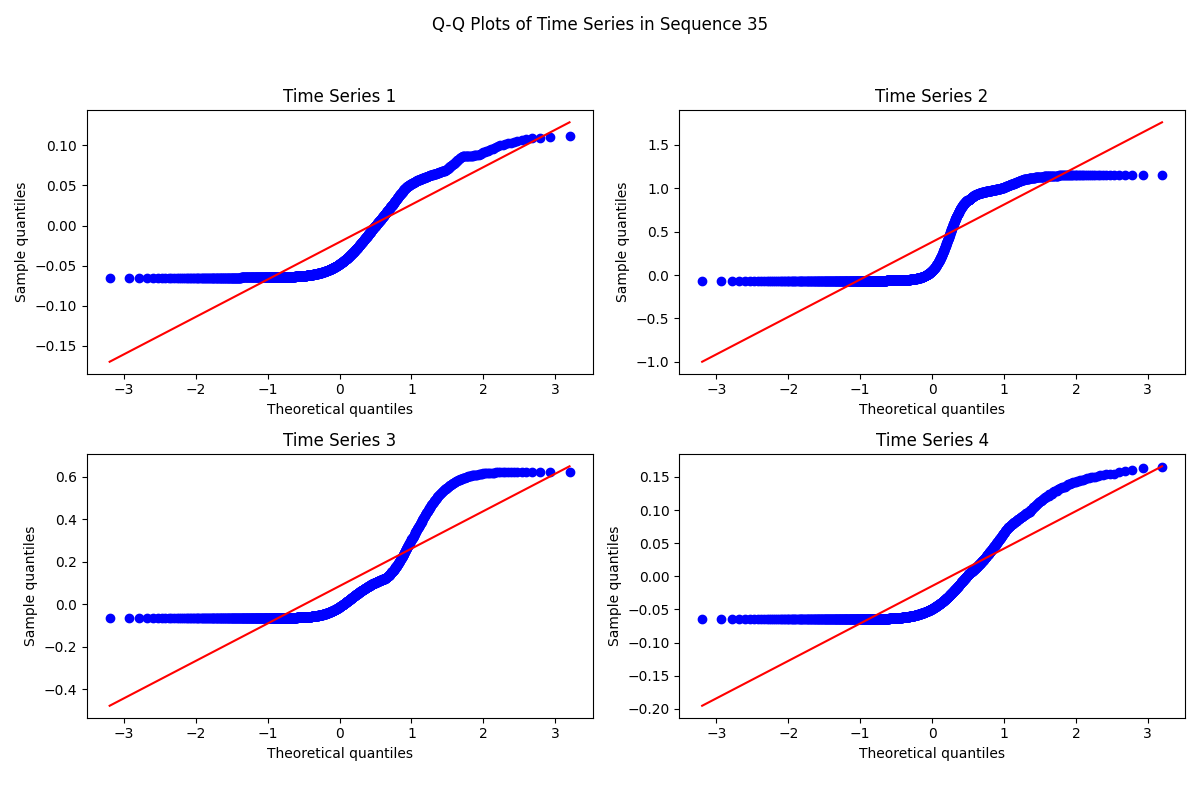 Q-Q Plots of Time Series in Sequence 35
Time Series 1
Sample quantiles
0.10
0.05
0.00
−0.05
−0.10
−0.15
−3 −2 −1 0 1 2 3
Theoretical quantiles
Time Series 2
Sample quantiles
1.5
1.0
0.5
0.0
−0.5
−1.0
−3 −2 −1 0 1 2 3
Theoretical quantiles
Time Series 3
Sample quantiles
0.6
0.4
0.2
0.0
−0.2
−0.4
−3 −2 −1 0 1 2 3
Theoretical quantiles
Time Series 4
Sample quantiles
0.15
0.10
0.05
0.00
−0.05
−0.10
−0.15
−0.20
−3 −2 −1 0 1 2 3
Theoretical quantiles